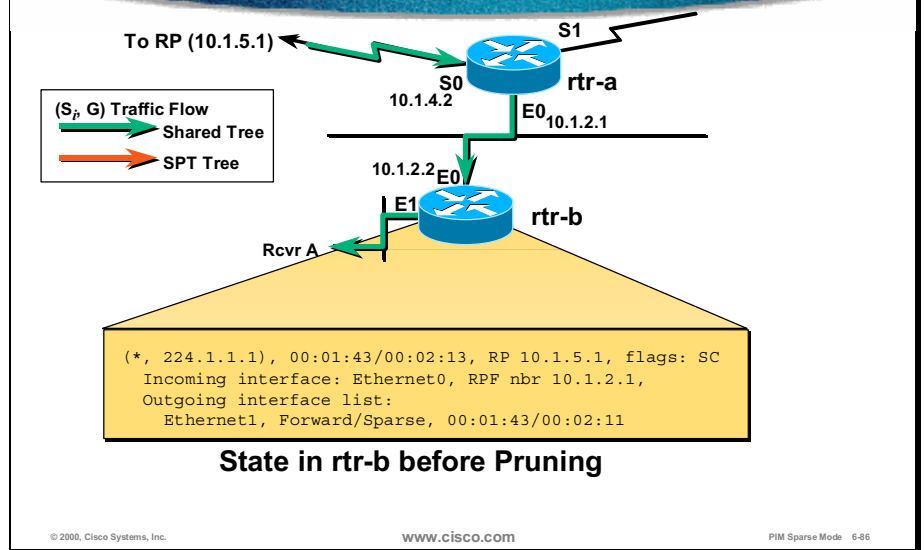 To RP (10.1.5.1)
S1
S0
rtr-a
10.1.4.2
E0
10.1.2.1
(Si, G) Traffic Flow
Shared Tree
SPT Tree
10.1.2.2
E0
E1
rtr-b
Rcvr A
(*, 224.1.1.1), 00:01:43/00:02:13, RP 10.1.5.1, flags: SC
Incoming interface: Ethernet0, RPF nbr 10.1.2.1,
Outgoing interface list:
Ethernet1, Forward/Sparse, 00:01:43/00:02:11
State in rtr-b before Pruning
© 2000, Cisco Systems, Inc.
www.cisco.com
PIM Sparse Mode 6-86